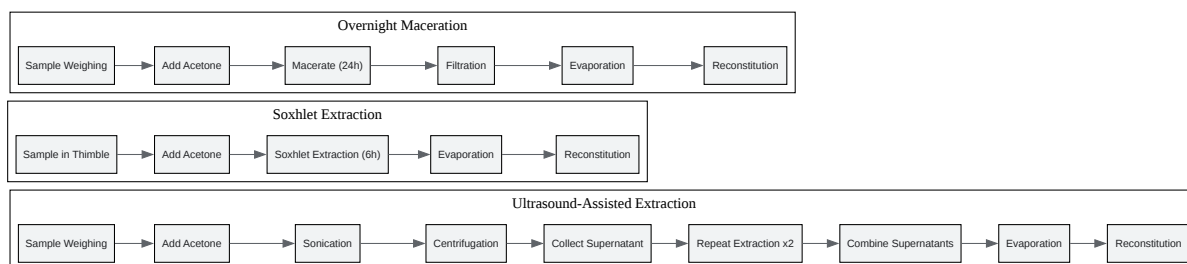 Overnight Maceration
Sample Weighing
Add Acetone
Macerate (24h)
Filtration
Evaporation
Reconstitution
Soxhlet Extraction
Sample in Thimble
Add Acetone
Soxhlet Extraction (6h)
Evaporation
Reconstitution
Ultrasound-Assisted Extraction
Sample Weighing
Add Acetone
Sonication
Centrifugation
Collect Supernatant
Repeat Extraction x2
Combine Supernatants
Evaporation
Reconstitution